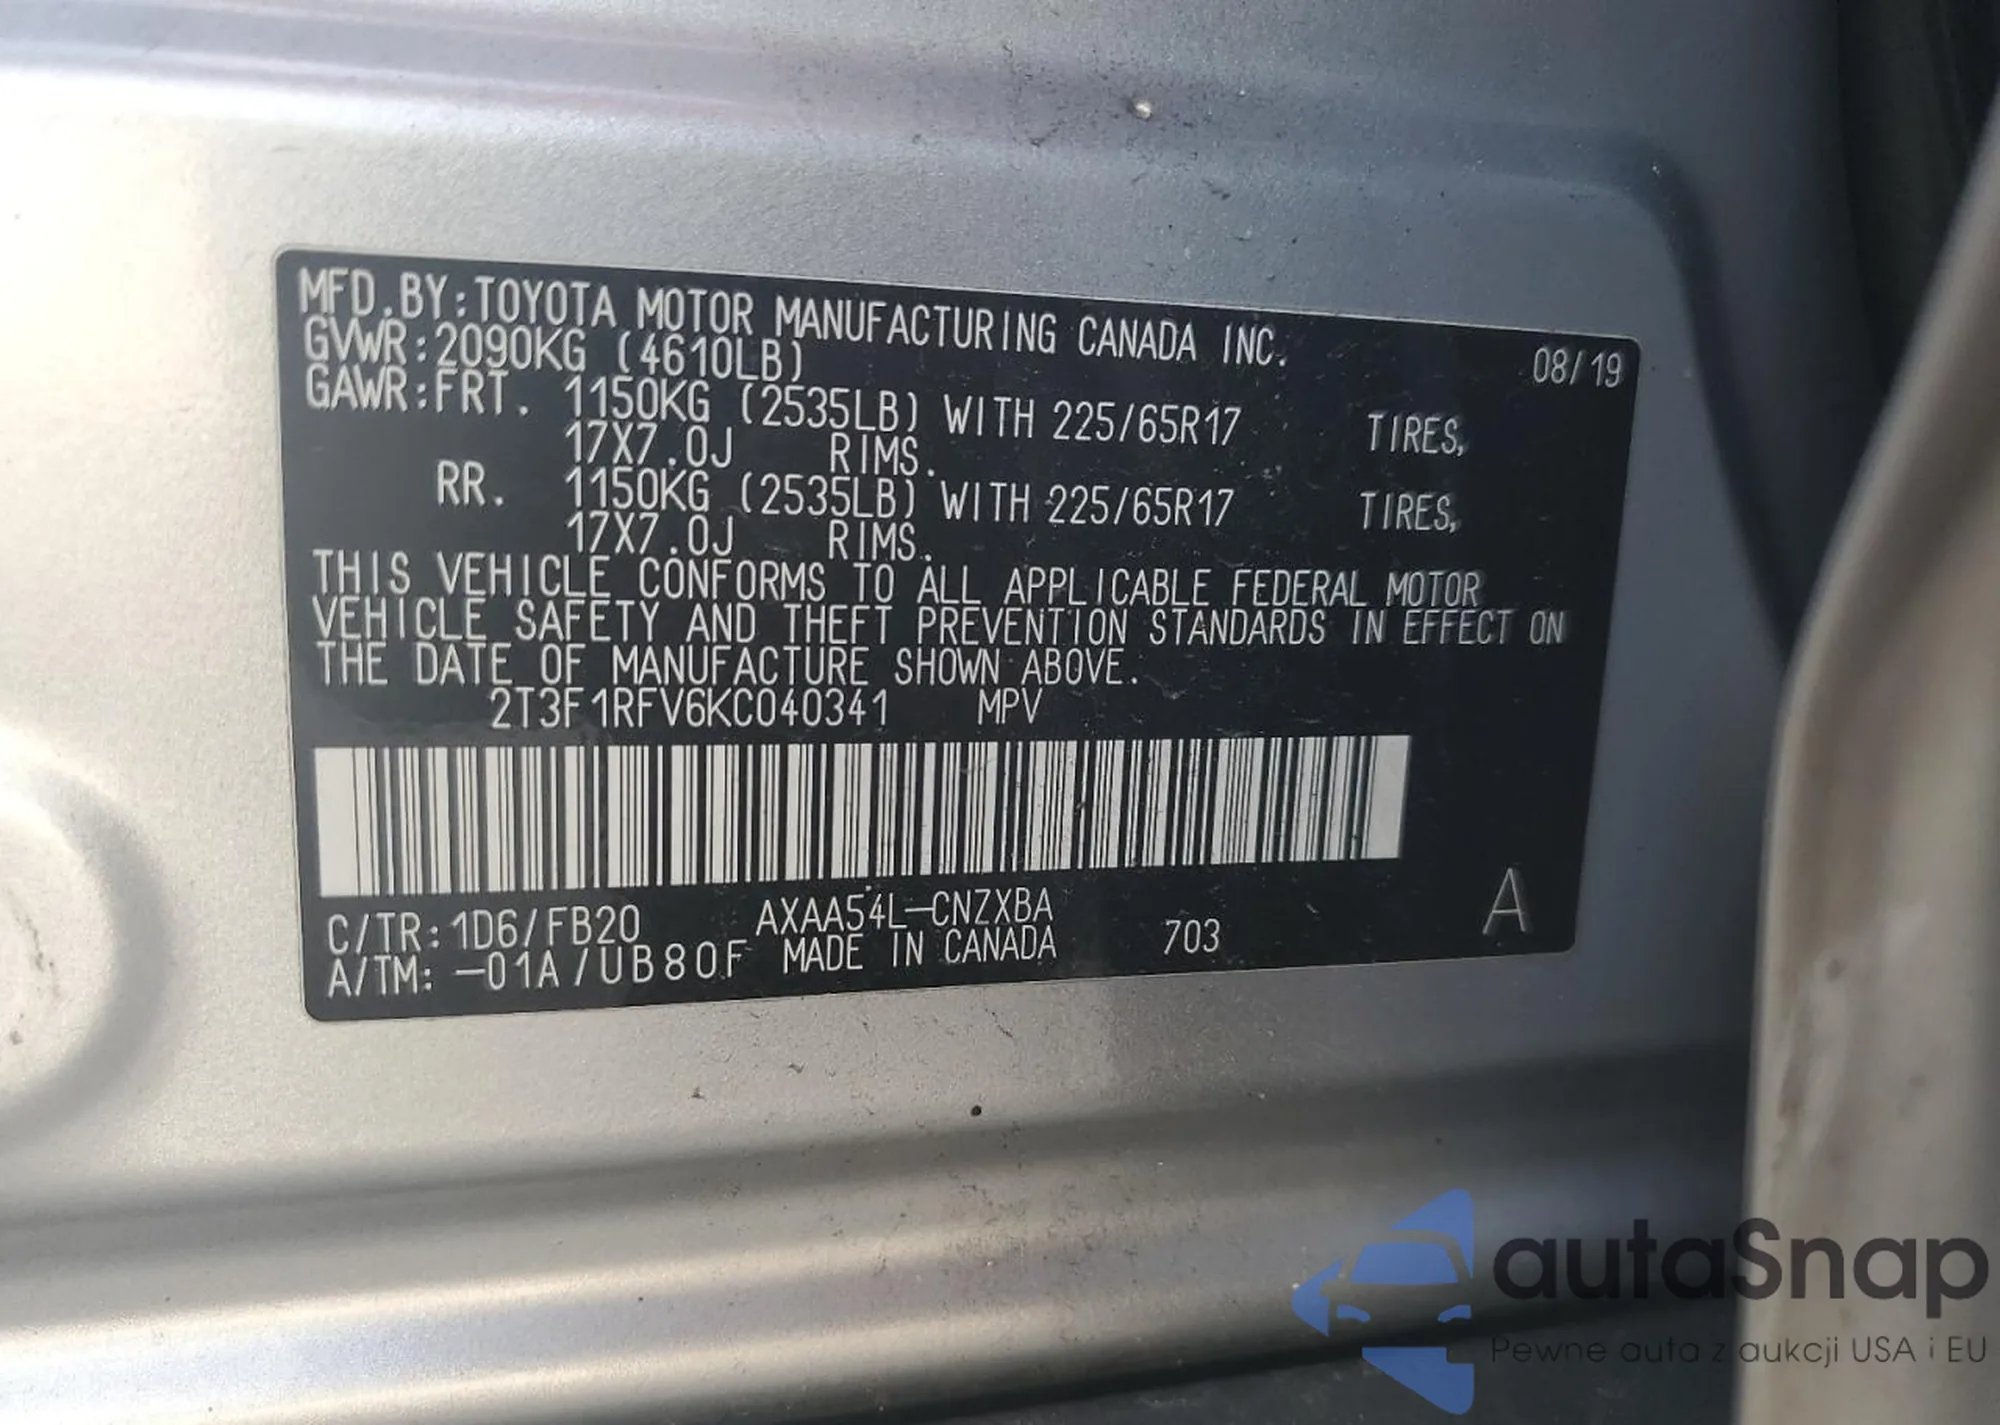 MFD.BY:TOYOTA MOTOR MANUFACTURING CANADA INC. 08/19
GVWR:2090KG (4610LB)
GAWR:FRT. 1150KG (2535LB) WITH 225/65R17 TIRES,
17X7.0J RIMS.
RR. 1150KG (2535LB) WITH 225/65R17 TIRES,
17X7.0J RIMS.
THIS VEHICLE CONFORMS TO ALL APPLICABLE FEDERAL MOTOR
VEHICLE SAFETY AND THEFT PREVENTION STANDARDS IN EFFECT ON
THE DATE OF MANUFACTURE SHOWN ABOVE.
2T3F1RFV6KC040341 MPV
C/TR:1D6/FB20 AXAA54L-CNZXBA
A/TM:-01A/UB80F MADE IN CANADA 703 A
autaSnap
Pewne auta z aukcji USA i EU